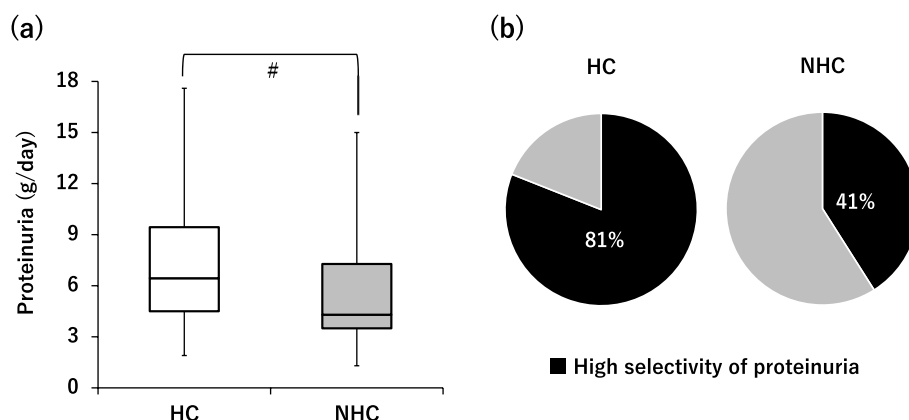 (a)
#
18
15
12
9
6
3
0
Proteinuria (g/day)
HC
NHC
(b)
HC
NHC
81%
41%
High selectivity of proteinuria